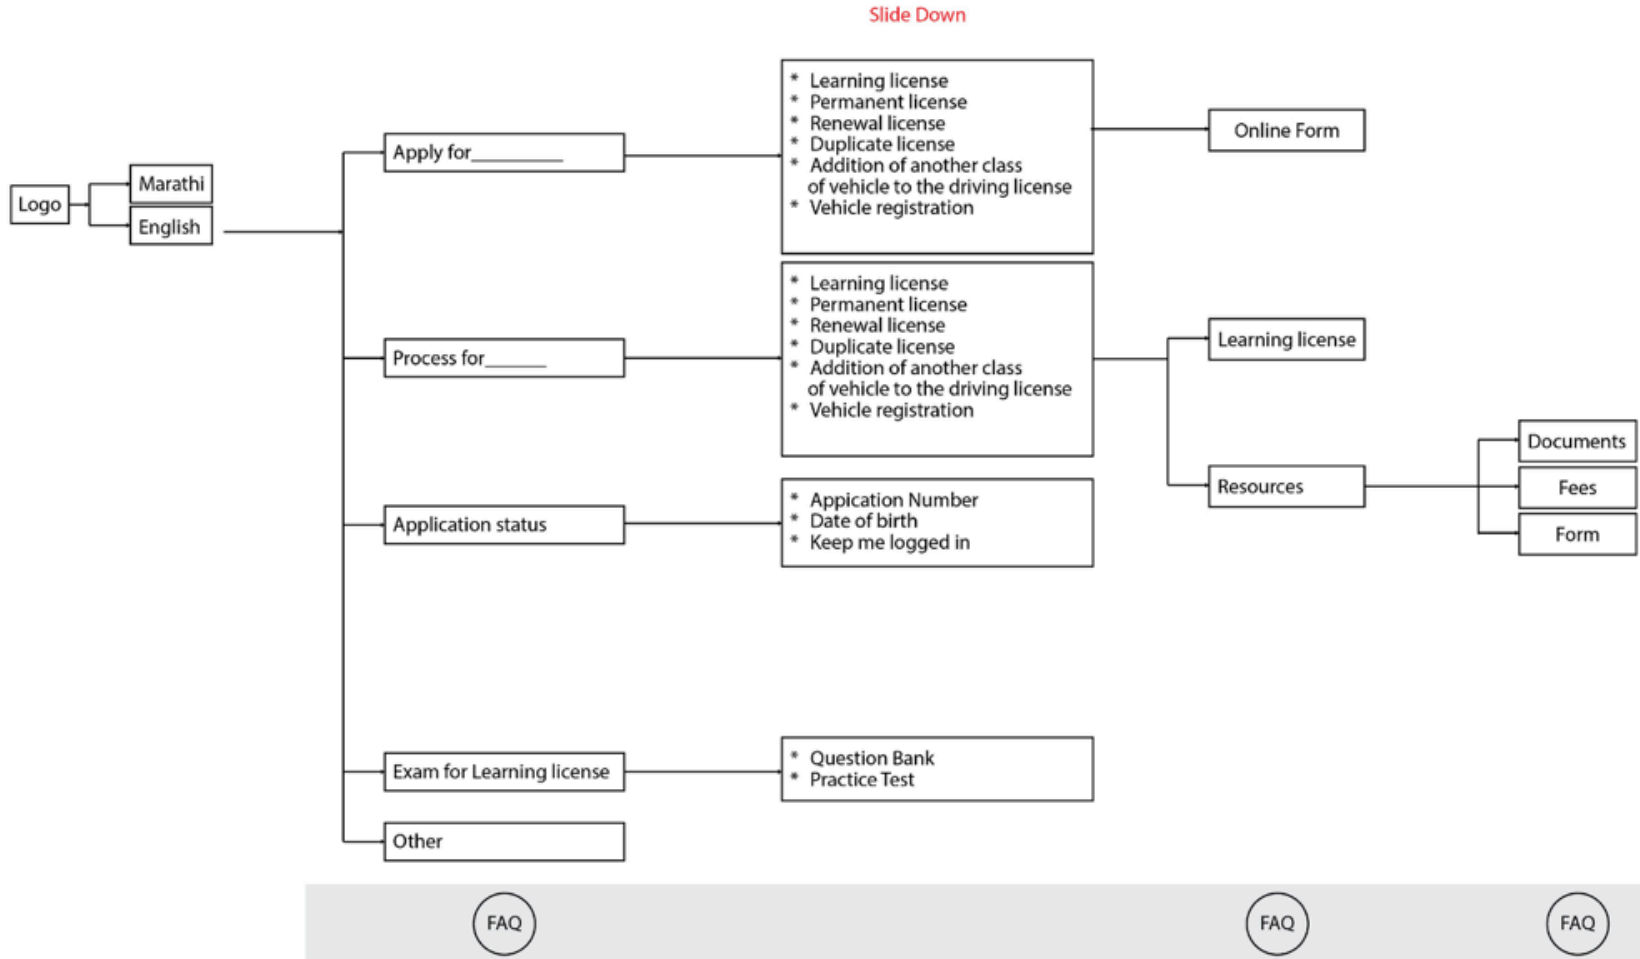 Slide Down
Logo
Marathi
English
Apply for_________
* Learning license
* Permanent license
* Renewal license
* Duplicate license
* Addition of another class
of vehicle to the driving license
* Vehicle registration
Online Form
Process for______
* Learning license
* Permanent license
* Renewal license
* Duplicate license
* Addition of another class
of vehicle to the driving license
* Vehicle registration
Learning license
Resources
Documents
Fees
Form
Application status
* Appication Number
* Date of birth
* Keep me logged in
Exam for Learning license
* Question Bank
* Practice Test
Other
FAQ
FAQ
FAQ